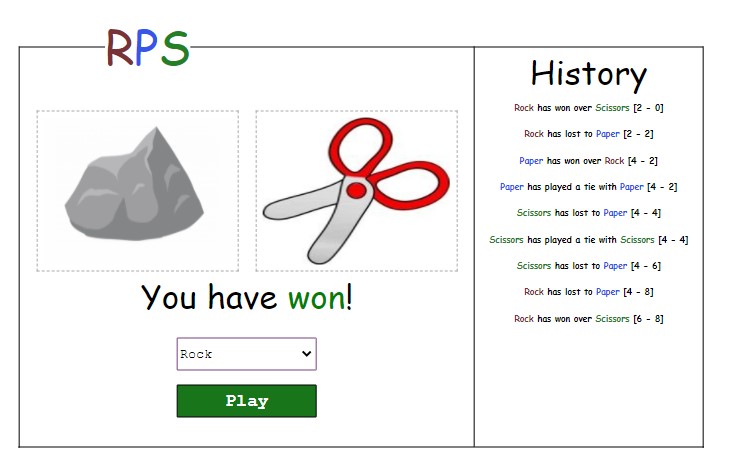 RPS
You have won!
Rock
Play
History
Rock has won over Scissors [2 - 0]
Rock has lost to Paper [2 - 2]
Paper has won over Rock [4 - 2]
Paper has played a tie with Paper [4 - 2]
Scissors has lost to Paper [4 - 4]
Scissors has played a tie with Scissors [4 - 4]
Scissors has lost to Paper [4 - 6]
Rock has lost to Paper [4 - 8]
Rock has won over Scissors [6 - 8]